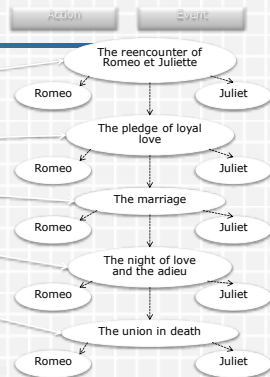 Action Event
The reencounter of
Romeo et Juliette
Romeo Juliet
The pledge of loyal
love
Romeo Juliet
The marriage
Romeo Juliet
The night of love
and the adieu
Romeo Juliet
The union in death
Romeo Juliet